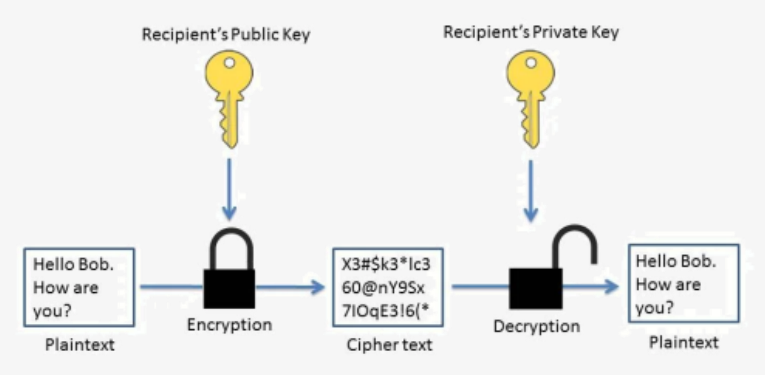 Recipient's Public Key
Recipient's Private Key
Hello Bob.
How are
you?
Plaintext
Encryption
X3#$k3*lc3
60@nY9Sx
7IOqE3!6(*
Cipher text
Decryption
Hello Bob.
How are
you?
Plaintext